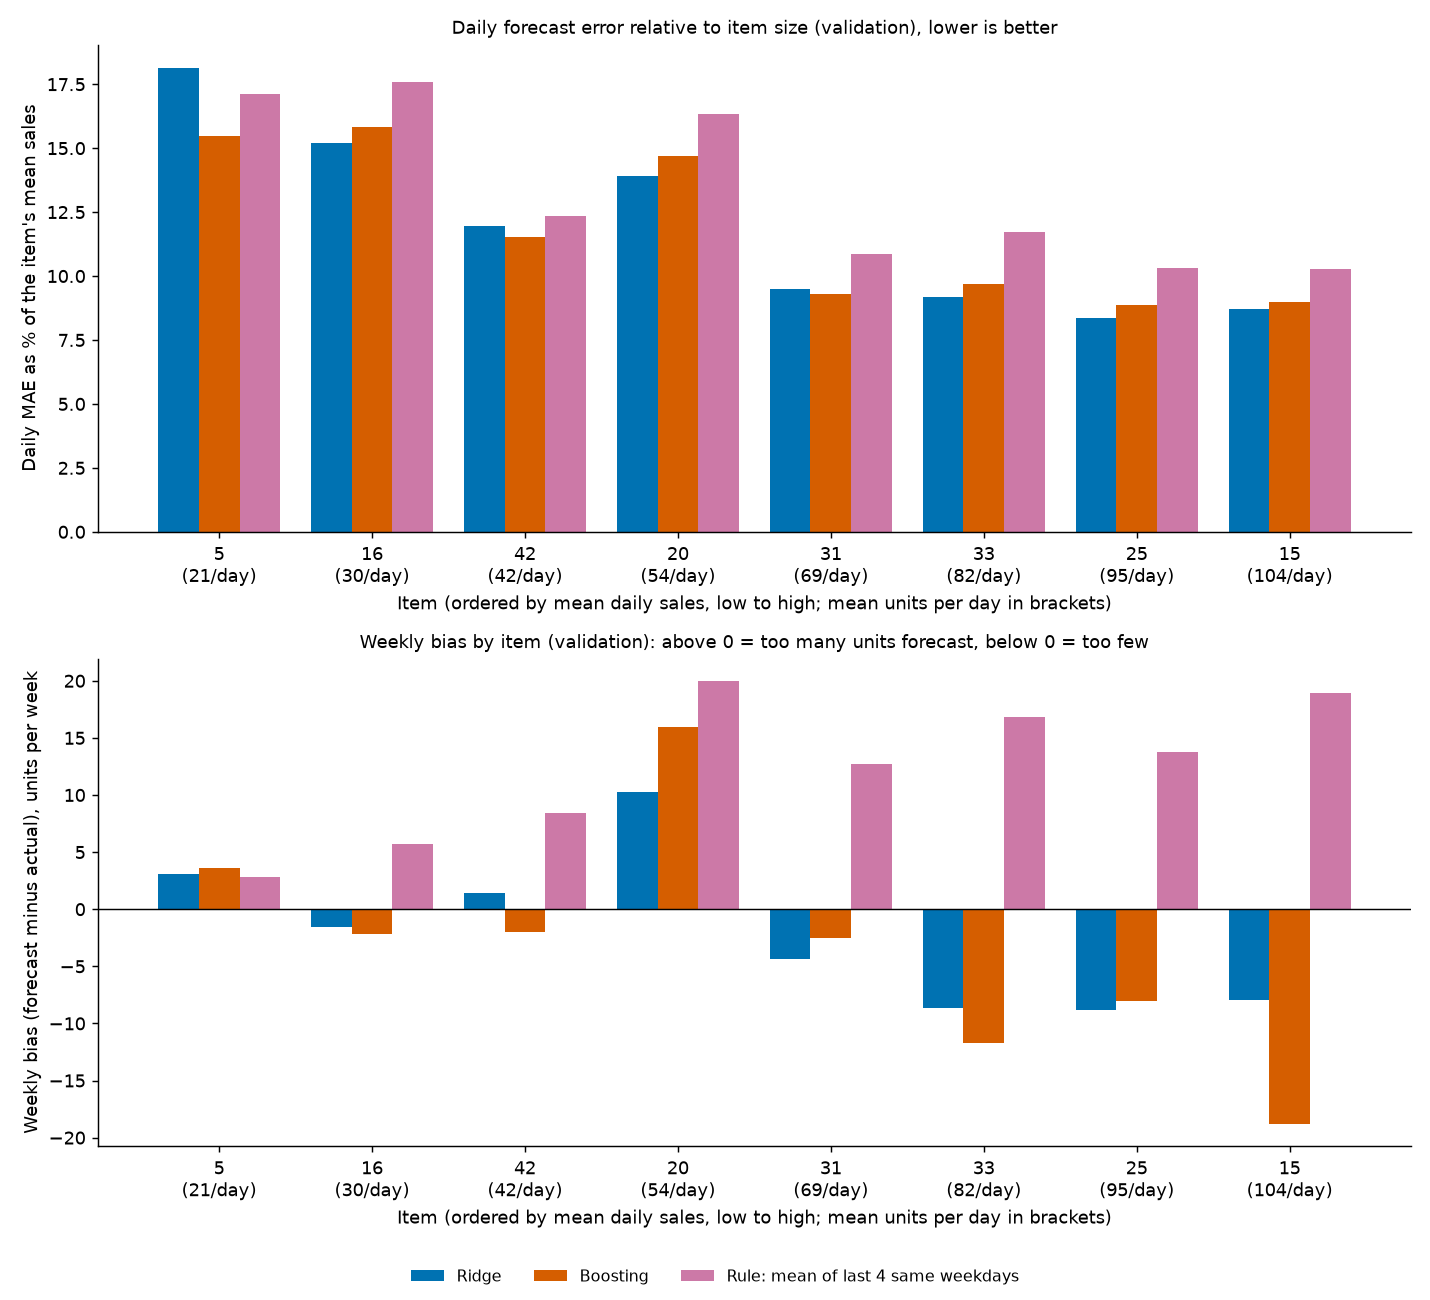 Daily forecast error relative to item size (validation), lower is better
Daily MAE as % of the item's mean sales
17.5
15.0
12.5
10.0
7.5
5.0
2.5
0.0
5 16 42 20 31 33 25 15
(21/day) (30/day) (42/day) (54/day) (69/day) (82/day) (95/day) (104/day)
Item (ordered by mean daily sales, low to high; mean units per day in brackets)
Weekly bias by item (validation): above 0 = too many units forecast, below 0 = too few
Weekly bias (forecast minus actual), units per week
20
15
10
5
0
−5
−10
−15
−20
5 16 42 20 31 33 25 15
(21/day) (30/day) (42/day) (54/day) (69/day) (82/day) (95/day) (104/day)
Item (ordered by mean daily sales, low to high; mean units per day in brackets)
Ridge Boosting Rule: mean of last 4 same weekdays